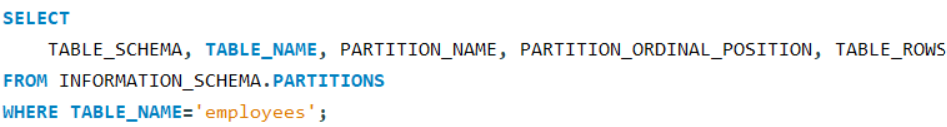 SELECT
TABLE_SCHEMA, TABLE_NAME, PARTITION_NAME, PARTITION_ORDINAL_POSITION, TABLE_ROWS
FROM INFORMATION_SCHEMA.PARTITIONS
WHERE TABLE_NAME='employees';